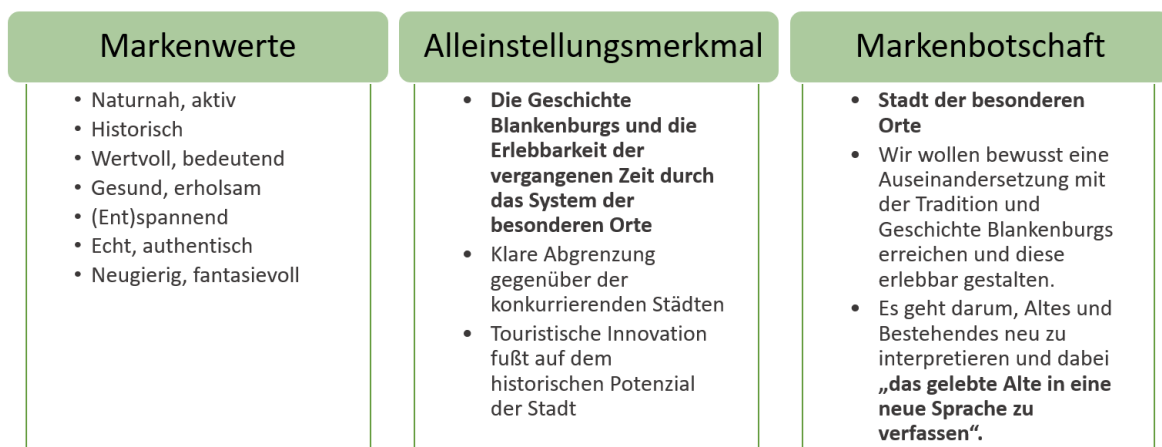 Markenwerte
• Naturnah, aktiv
• Historisch
• Wertvoll, bedeutend
• Gesund, erholsam
• (Ent)spannend
• Echt, authentisch
• Neugierig, fantasievoll
Alleinstellungsmerkmal
• Die Geschichte
Blankenburgs und die
Erlebbarkeit der
vergangenen Zeit durch
das System der
besonderen Orte
• Klare Abgrenzung
gegenüber der
konkurrierenden Städten
• Touristische Innovation
fußt auf dem
historischen Potenzial
der Stadt
Markenbotschaft
• Stadt der besonderen
Orte
• Wir wollen bewusst eine
Auseinandersetzung mit
der Tradition und
Geschichte Blankenburgs
erreichen und diese
erlebbar gestalten.
• Es geht darum, Altes und
Bestehendes neu zu
interpretieren und dabei
„das gelebte Alte in eine
neue Sprache zu
verfassen“.